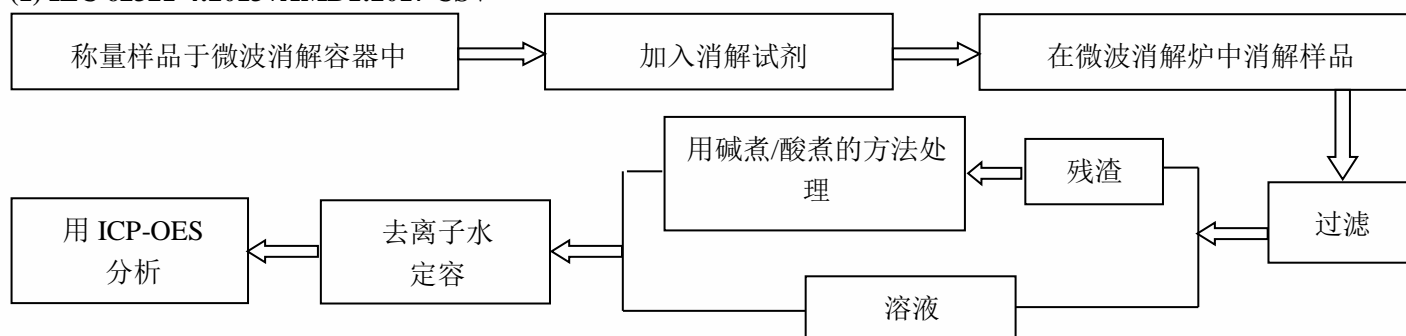 称量样品于微波消解容器中
加入消解试剂
在微波消解炉中消解样品
用碱煮/酸煮的方法处
理
残渣
过滤
用 ICP-OES
分析
去离子水
定容
溶液